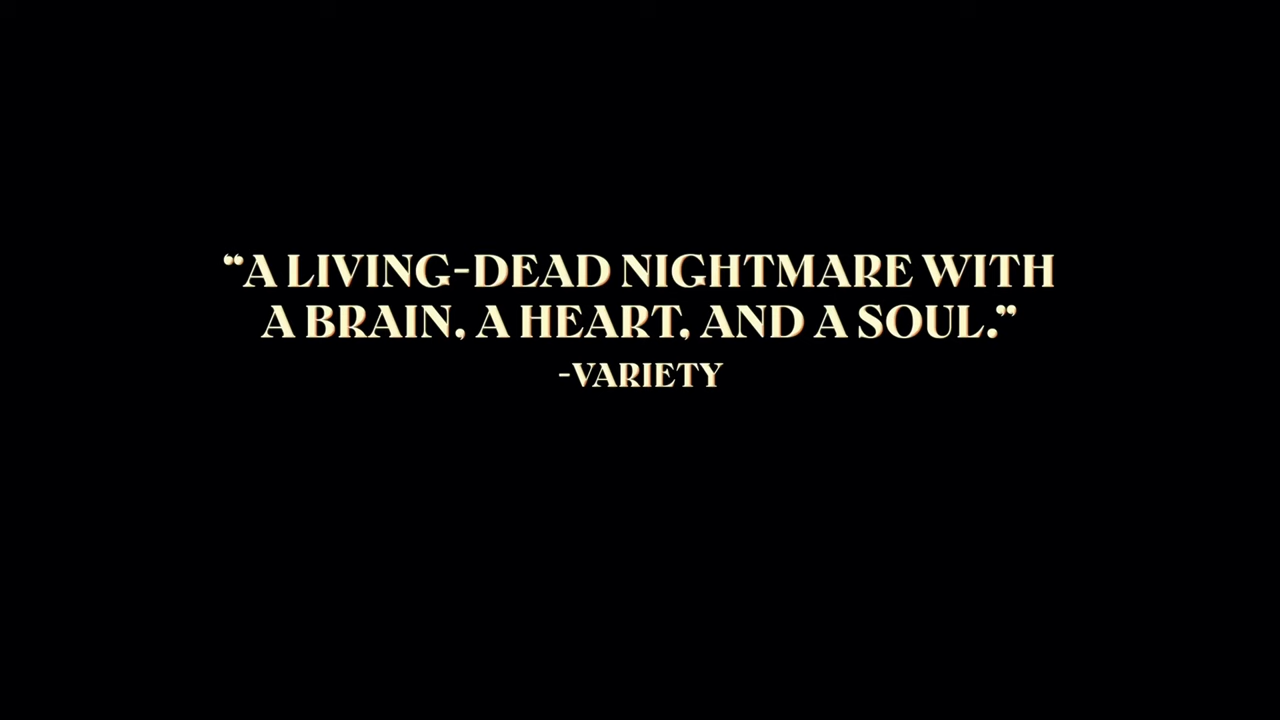 “A LIVING-DEAD NIGHTMARE WITH
A BRAIN, A HEART, AND A SOUL.”
-VARIETY